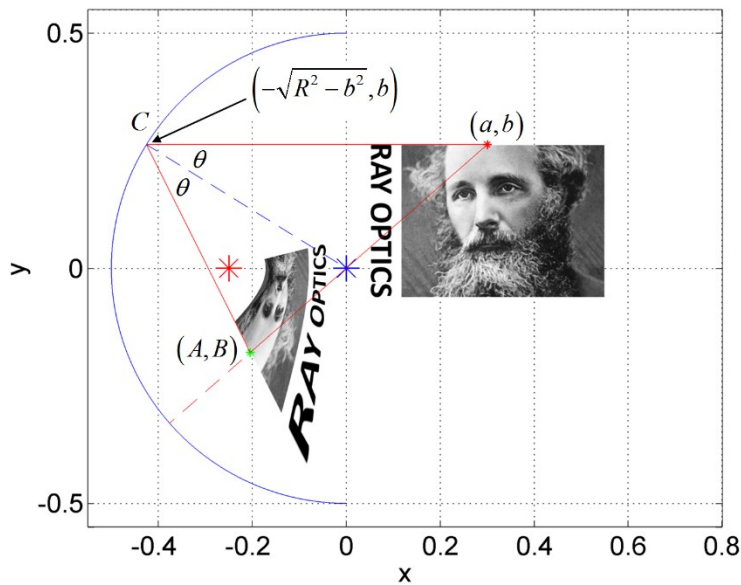 0.5
(-√R² - b², b)
C
(a, b)
θ
θ
RAY OPTICS
y
0
(A, B)
RAY OPTICS
-0.5
-0.4 -0.2 0 0.2 0.4 0.6 0.8
x